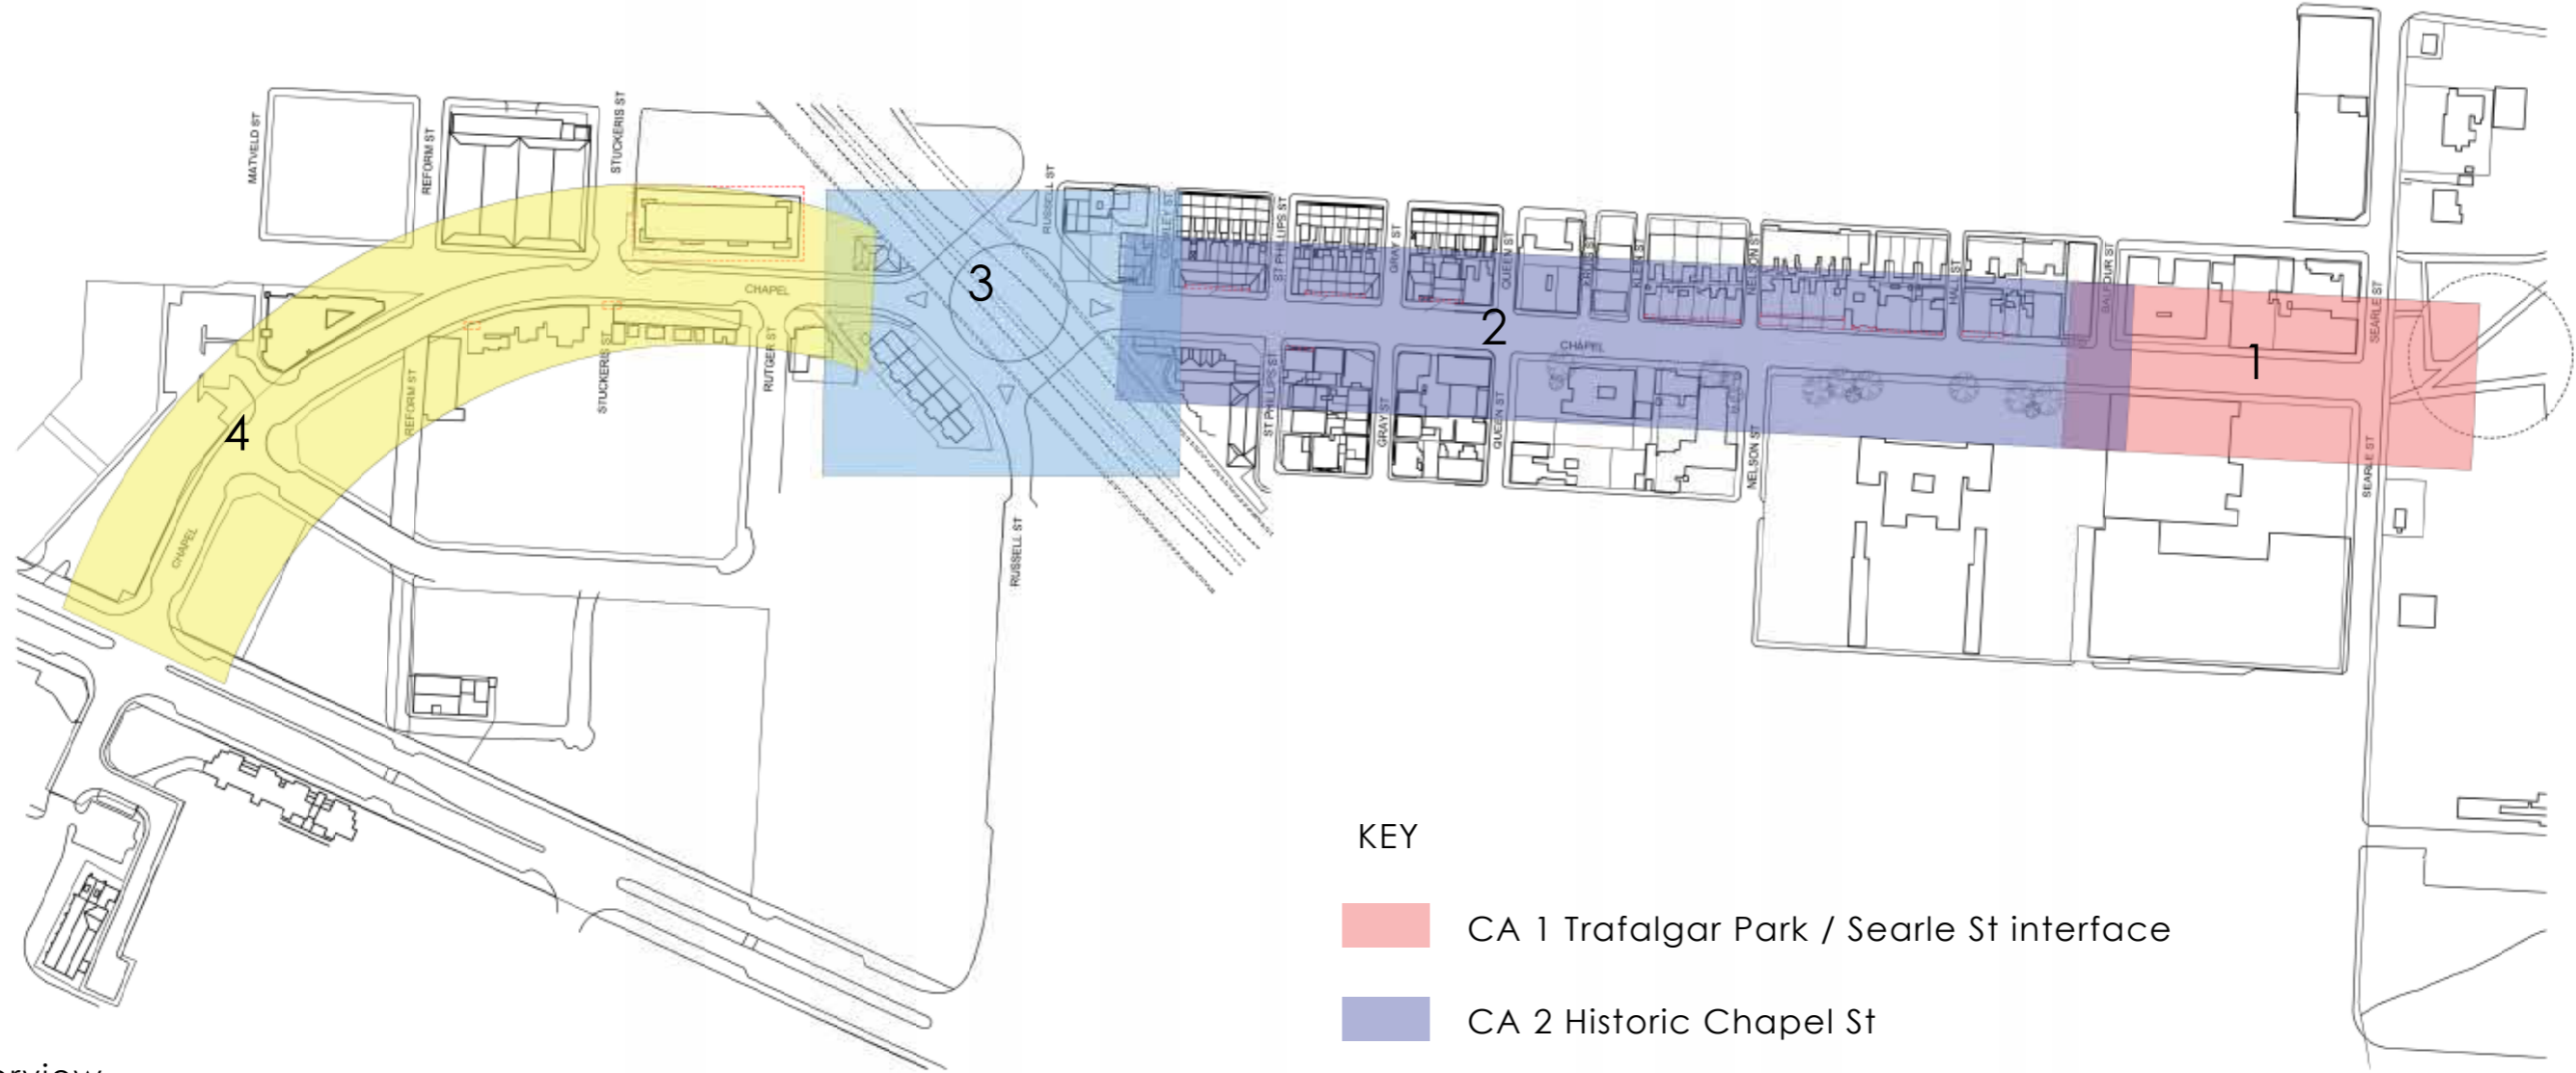 MATVELD ST
REFORM ST
STUCKERIS ST
RUSSELL ST
ST PHILLIPS ST
GRAY ST
QUEEN ST
NELSON ST
HALL ST
SEARLE ST
CHAPEL
3
2
CHAPEL
1
4
REFORM ST
STUCKERIS ST
RUTGER ST
ST PHILLIPS ST
GRAY ST
QUEEN ST
NELSON ST
SEARLE ST
CHAPEL
RUSSELL ST
KEY
CA 1 Trafalgar Park / Searle St interface
CA 2 Historic Chapel St